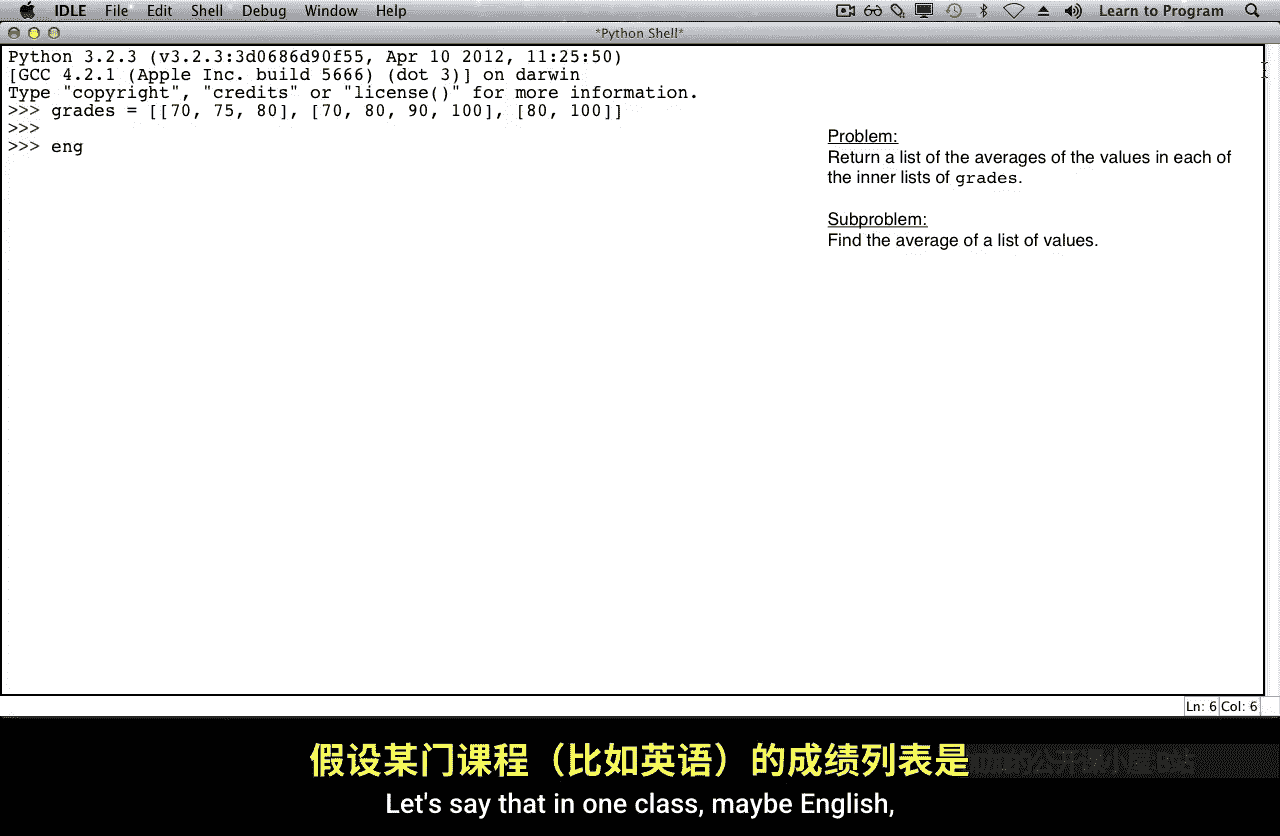 IDLE File Edit Shell Debug Window Help Learn to Program
*Python Shell*
Python 3.2.3 (v3.2.3:3d0686d90f55, Apr 10 2012, 11:25:50)
[GCC 4.2.1 (Apple Inc. build 5666) (dot 3)] on darwin
Type "copyright", "credits" or "license()" for more information.
>>> grades = [[70, 75, 80], [70, 80, 90, 100], [80, 100]]
>>>
>>> eng
Problem:
Return a list of the averages of the values in each of
the inner lists of grades.
Subproblem:
Find the average of a list of values.
Ln: 6 Col: 6
假设某门课程（比如英语）的成绩列表是
Let's say that in one class, maybe English,